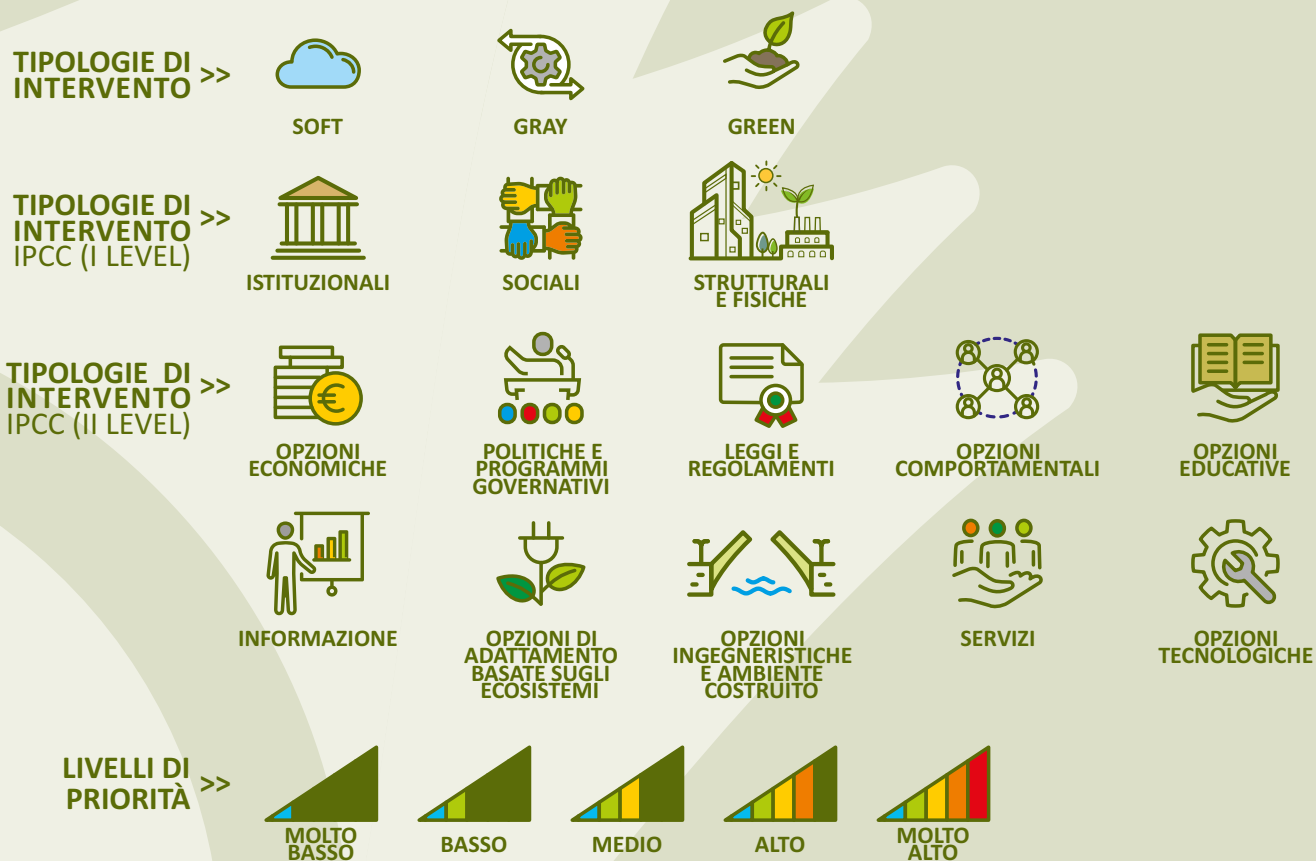 TIPOLOGIE DI
INTERVENTO >>
SOFT
GRAY
GREEN
TIPOLOGIE DI
INTERVENTO >>
IPCC (I LEVEL)
ISTITUZIONALI
SOCIALI
STRUTTURALI
E FISICHE
TIPOLOGIE DI
INTERVENTO >>
IPCC (II LEVEL)
€
OPZIONI
ECONOMICHE
POLITICHE E
PROGRAMMI
GOVERNATIVI
LEGGI E
REGOLAMENTI
OPZIONI
COMPORTAMENTALI
OPZIONI
EDUCATIVE
INFORMAZIONE
OPZIONI DI
ADATTAMENTO
BASATE SUGLI
ECOSISTEMI
OPZIONI
INGEGNERISTICHE
E AMBIENTE
COSTRUITO
SERVIZI
OPZIONI
TECNOLOGICHE
LIVELLI DI
PRIORITÀ >>
MOLTO
BASSO
BASSO
MEDIO
ALTO
MOLTO
ALTO